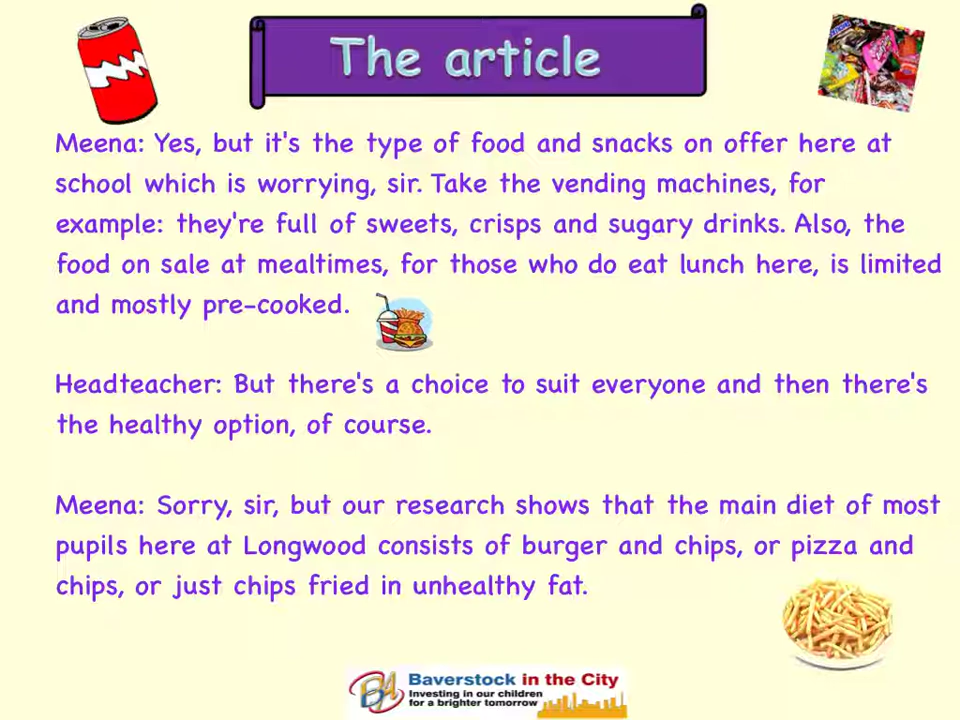 The article
Meena: Yes, but it's the type of food and snacks on offer here at
school which is worrying, sir. Take the vending machines, for
example: they're full of sweets, crisps and sugary drinks. Also, the
food on sale at mealtimes, for those who do eat lunch here, is limited
and mostly pre-cooked.
Headteacher: But there's a choice to suit everyone and then there's
the healthy option, of course.
Meena: Sorry, sir, but our research shows that the main diet of most
pupils here at Longwood consists of burger and chips, or pizza and
chips, or just chips fried in unhealthy fat.
Baverstock in the City
Investing in our children
for a brighter tomorrow